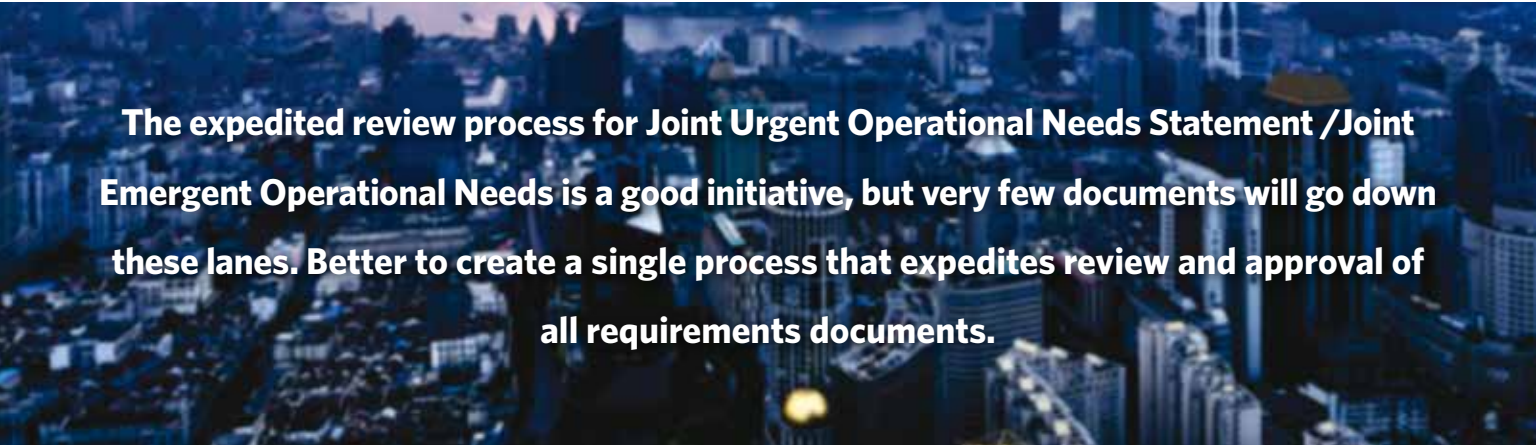 The expedited review process for Joint Urgent Operational Needs Statement /Joint
Emergent Operational Needs is a good initiative, but very few documents will go down
these lanes. Better to create a single process that expedites review and approval of
all requirements documents.